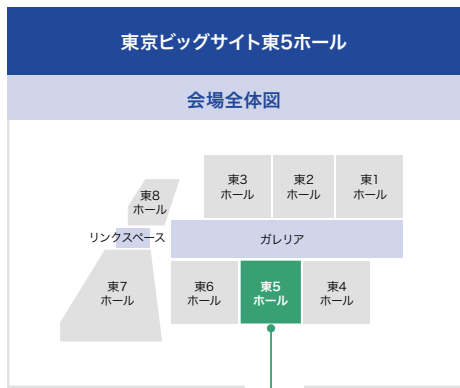 東京ビッグサイト東5ホール
会場全体図
東3
ホール
東2
ホール
東1
ホール
東8
ホール
リンクスペース
ガレリア
東7
ホール
東6
ホール
東5
ホール
東4
ホール